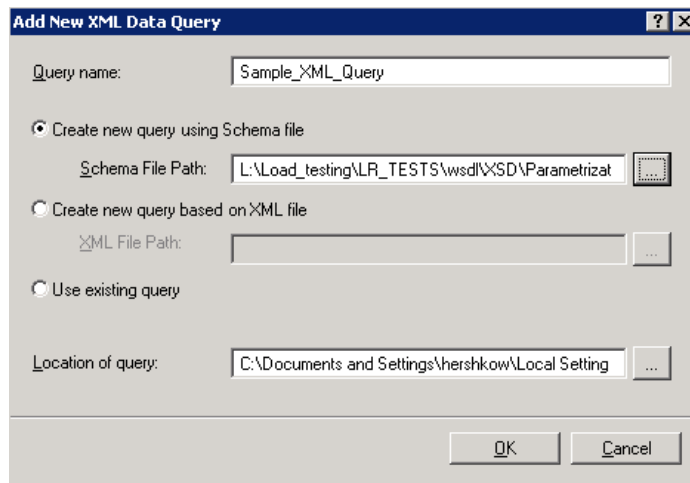 Add New XML Data Query
Query name: Sample_XML_Query
Create new query using Schema file
Schema File Path: L:\Load_testing\LR_TESTS\wsdl\XSD\Parametrizat ...
Create new query based on XML file
XML File Path: ...
Use existing query
Location of query: C:\Documents and Settings\hershkow\Local Setting ...
OK Cancel